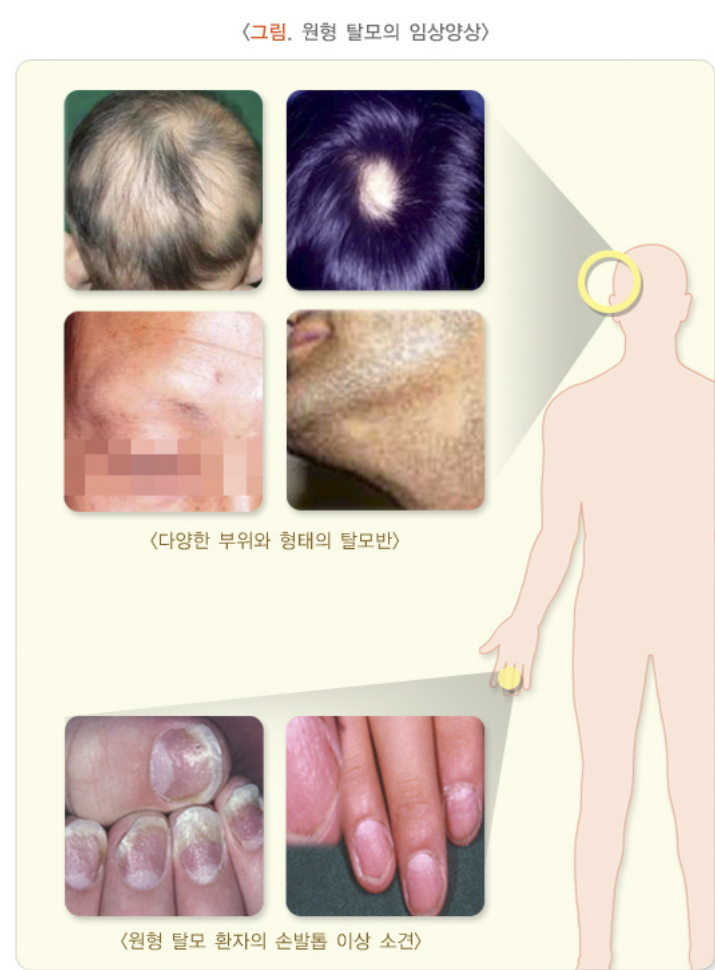 <그림. 원형 탈모의 임상양상>
<다양한 부위와 형태의 탈모반>
<원형 탈모 환자의 손발톱 이상 소견>